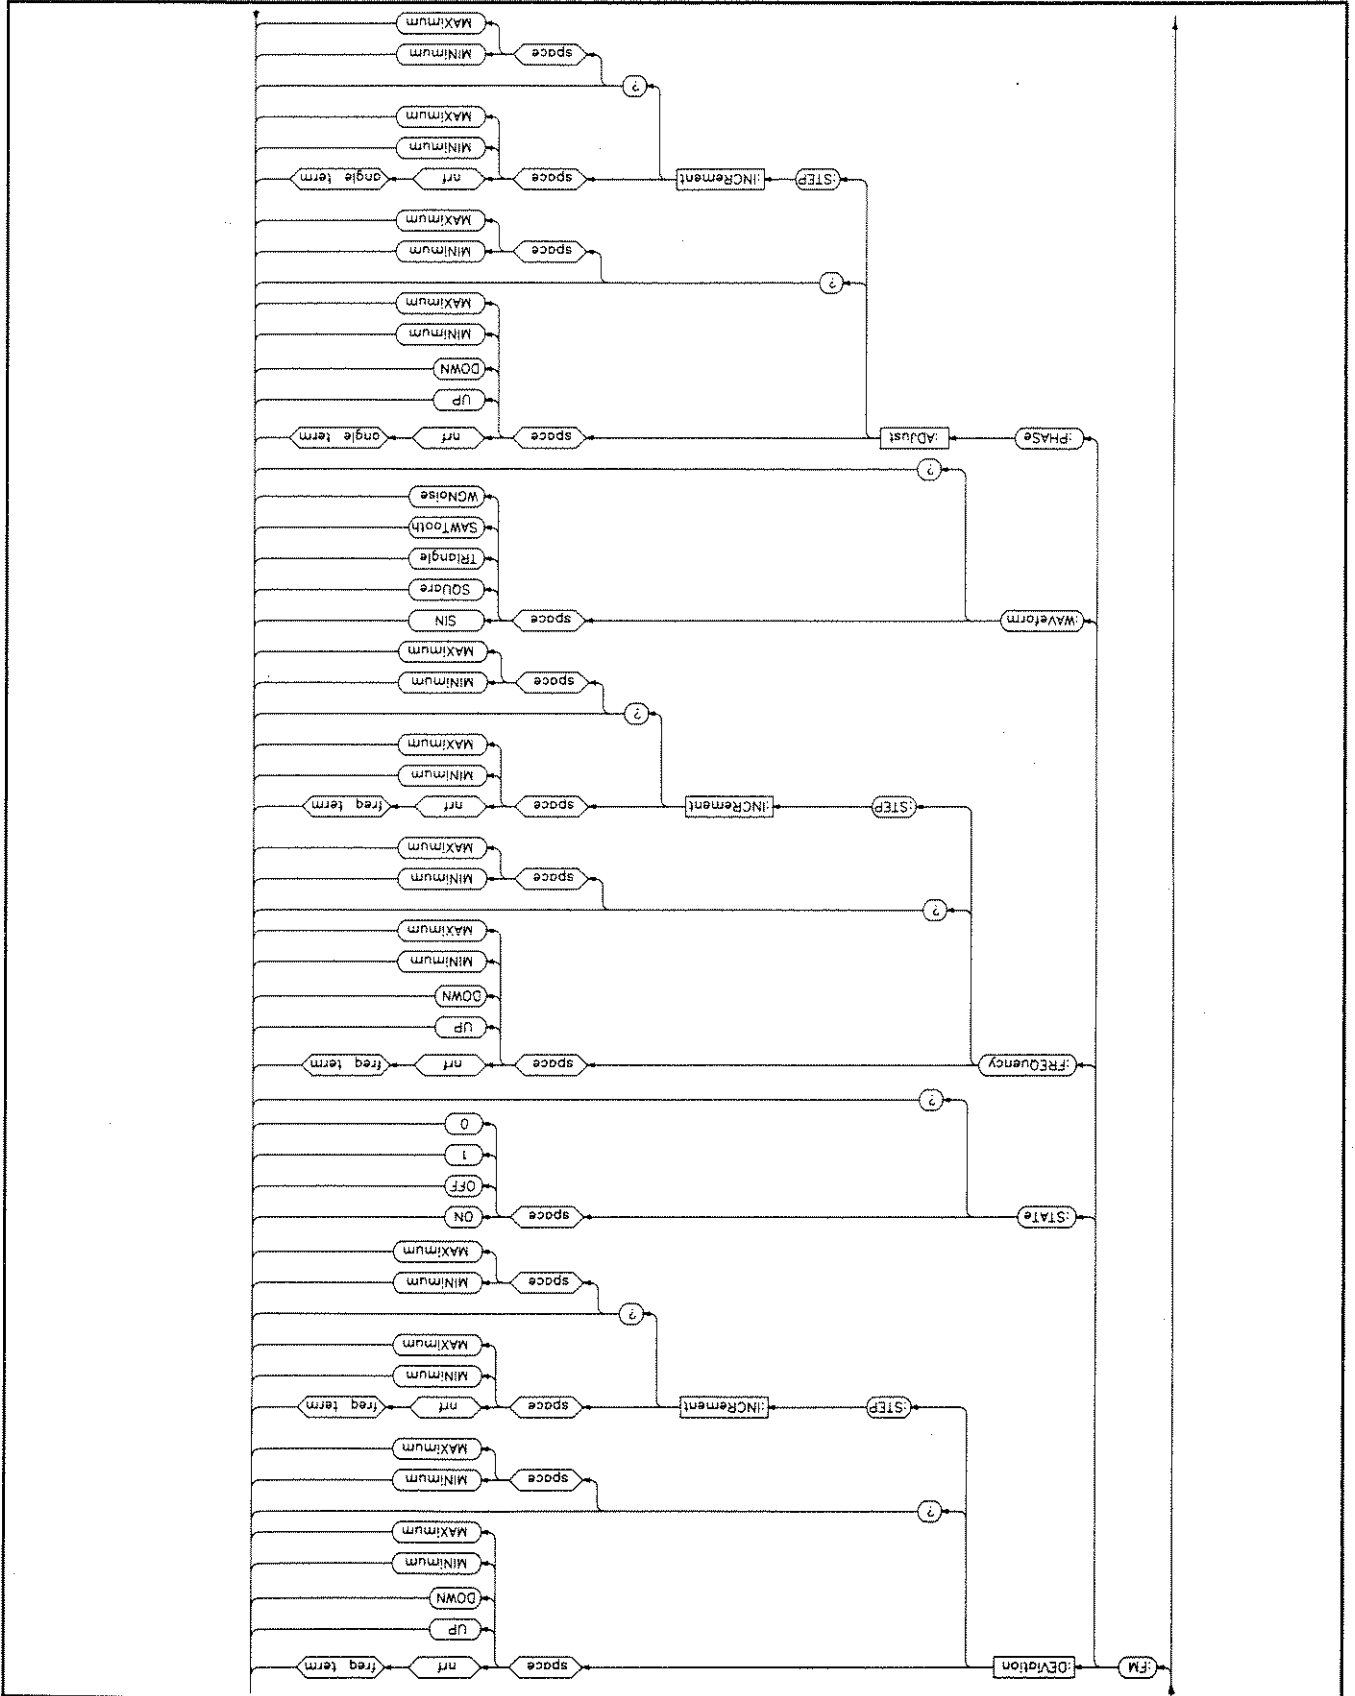 :FM :DEViation space nrf freq term
UP
DOWN
MINimum
MAXimum
?
space MINimum
MAXimum
:STEP :INCRement space nrf freq term
MINimum
MAXimum
?
space MINimum
MAXimum
:STATe space ON
OFF
1
0
?
:FREQuency space nrf freq term
UP
DOWN
MINimum
MAXimum
?
space MINimum
MAXimum
:STEP :INCRement space nrf freq term
MINimum
MAXimum
?
space MINimum
MAXimum
:WAVeform space SIN
SQUare
TRIangle
SAWTooth
WGNoise
?
:PHASe :ADJust space nrf angle term
UP
DOWN
MINimum
MAXimum
?
space MINimum
MAXimum
:STEP :INCRement space nrf angle term
MINimum
MAXimum
?
space MINimum
MAXimum